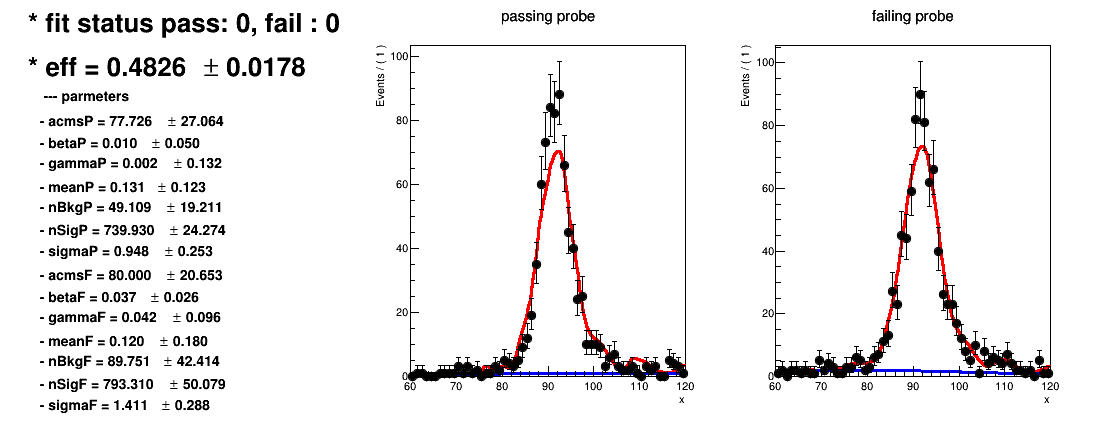 * fit status pass: 0, fail : 0
* eff = 0.4826 ± 0.0178
--- parmeters
- acmsP = 77.726 ± 27.064
- betaP = 0.010 ± 0.050
- gammaP = 0.002 ± 0.132
- meanP = 0.131 ± 0.123
- nBkgP = 49.109 ± 19.211
- nSigP = 739.930 ± 24.274
- sigmaP = 0.948 ± 0.253
- acmsF = 80.000 ± 20.653
- betaF = 0.037 ± 0.026
- gammaF = 0.042 ± 0.096
- meanF = 0.120 ± 0.180
- nBkgF = 89.751 ± 42.414
- nSigF = 793.310 ± 50.079
- sigmaF = 1.411 ± 0.288
passing probe
Events / ( 1 )
100
80
60
40
20
0
60 70 80 90 100 110 120
x
failing probe
Events / ( 1 )
100
80
60
40
20
0
60 70 80 90 100 110 120
x